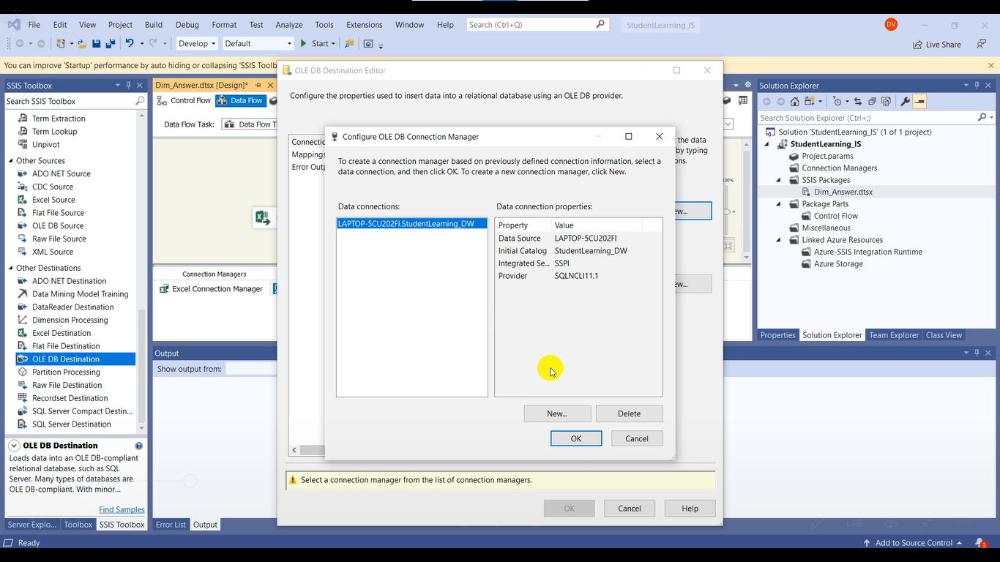 File Edit View Project Build Debug Format Test Analyze Tools Extensions Window Help Search (Ctrl+Q) StudentLearning_IS DV
Develop Default Start Live Share
You can improve 'Startup' performance by auto hiding or collapsing 'SSIS Toolb
SSIS Toolbox
Search SSIS Toolbox
Term Extraction
Term Lookup
Unpivot
Other Sources
ADO NET Source
CDC Source
Excel Source
Flat File Source
OLE DB Source
Raw File Source
XML Source
Other Destinations
ADO NET Destination
Data Mining Model Training
DataReader Destination
Dimension Processing
Excel Destination
Flat File Destination
OLE DB Destination
Partition Processing
Raw File Destination
Recordset Destination
SQL Server Compact Destin...
SQL Server Destination
OLE DB Destination
Loads data into an OLE DB-compliant
relational database, such as SQL
Server. Many types of databases are
OLE DB-compliant. With minor...
Find Samples
Server Explo... Toolbox SSIS Toolbox
Dim_Answer.dtsx [Design]*
Control Flow Data Flow
Data Flow Task: Data Flow T
100%
Connection Managers
Excel Connection Manager
Output
Show output from:
Error List Output
OLE DB Destination Editor
Configure the properties used to insert data into a relational database using an OLE DB provider.
Connectio
Mappings
Error Outp
the data
by typing
ons.
ew...
ew...
Select a connection manager from the list of connection managers.
OK Cancel Help
Configure OLE DB Connection Manager
To create a connection manager based on previously defined connection information, select a
data connection, and then click OK. To create a new connection manager, click New.
Data connections: Data connection properties:
LAPTOP-5CU202FI.StudentLearning_DW
Property Value
Data Source LAPTOP-5CU202FI
Initial Catalog StudentLearning_DW
Integrated Se... SSPI
Provider SQLNCLI11.1
New... Delete
OK Cancel
Solution Explorer
Search Solution Explorer (Ctrl+;)
Solution 'StudentLearning_IS' (1 of 1 project)
StudentLearning_IS
Project.params
Connection Managers
SSIS Packages
Dim_Answer.dtsx
Package Parts
Control Flow
Miscellaneous
Linked Azure Resources
Azure-SSIS Integration Runtime
Azure Storage
Properties Solution Explorer Team Explorer Class View
Ready Add to Source Control 3